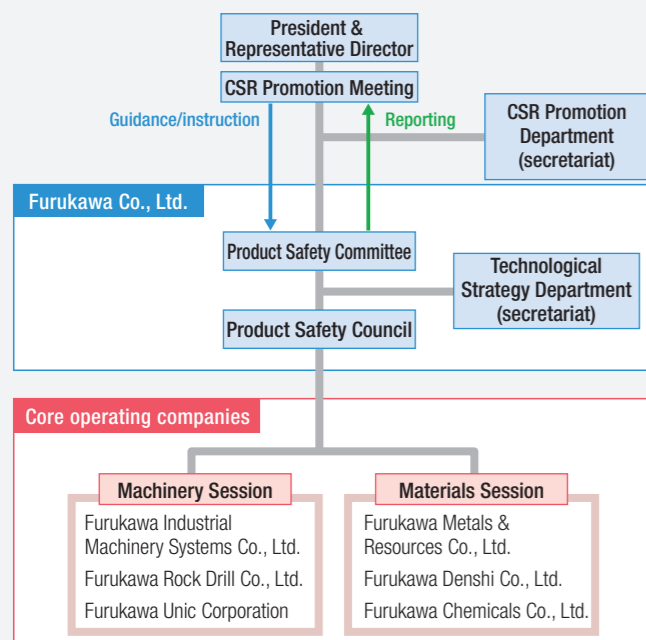 President &
Representative Director
CSR Promotion Meeting
Guidance/instruction
Reporting
CSR Promotion
Department
(secretariat)
Furukawa Co., Ltd.
Product Safety Committee
Technological
Strategy Department
(secretariat)
Product Safety Council
Core operating companies
Machinery Session
Furukawa Industrial
Machinery Systems Co., Ltd.
Furukawa Rock Drill Co., Ltd.
Furukawa Unic Corporation
Materials Session
Furukawa Metals &
Resources Co., Ltd.
Furukawa Denshi Co., Ltd.
Furukawa Chemicals Co., Ltd.